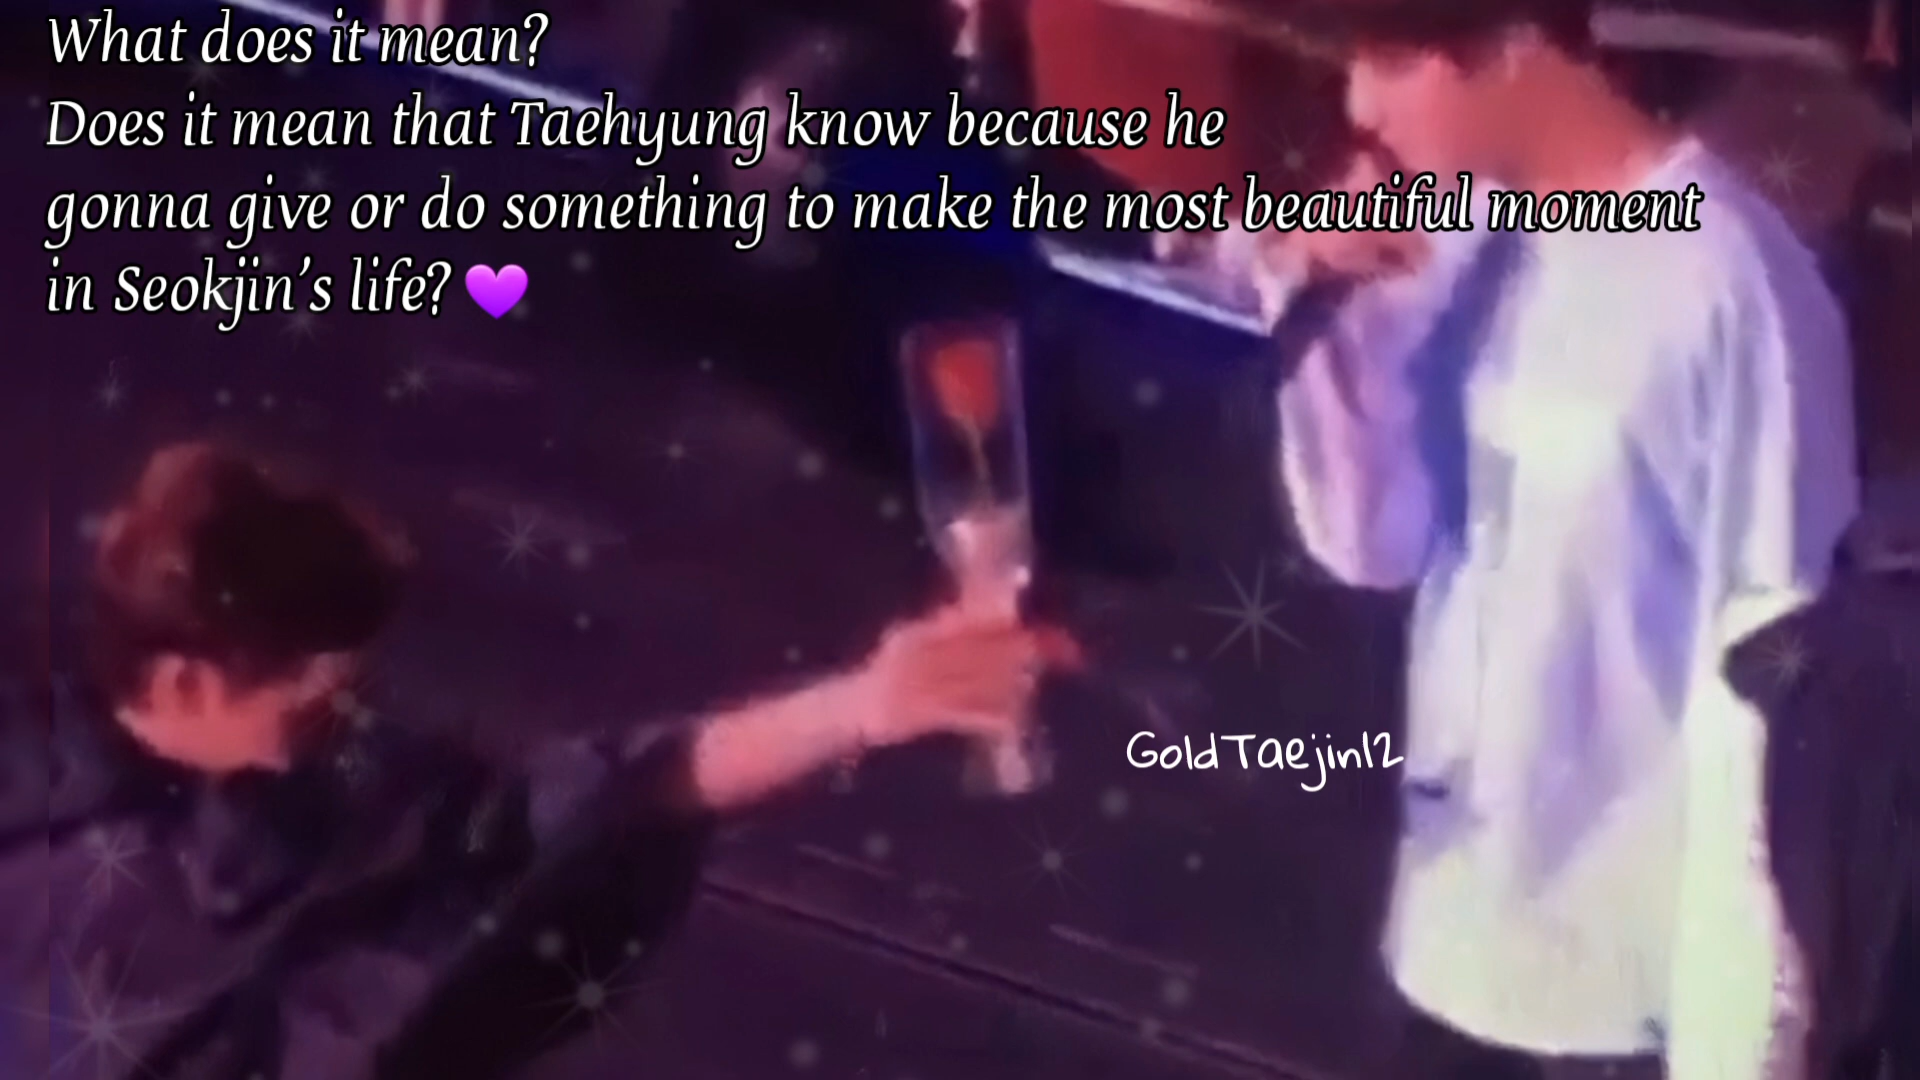 What does it mean?
Does it mean that Taehyung know because he
gonna give or do something to make the most beautiful moment
in Seokjin’s life? 💜
GoldTaejin12